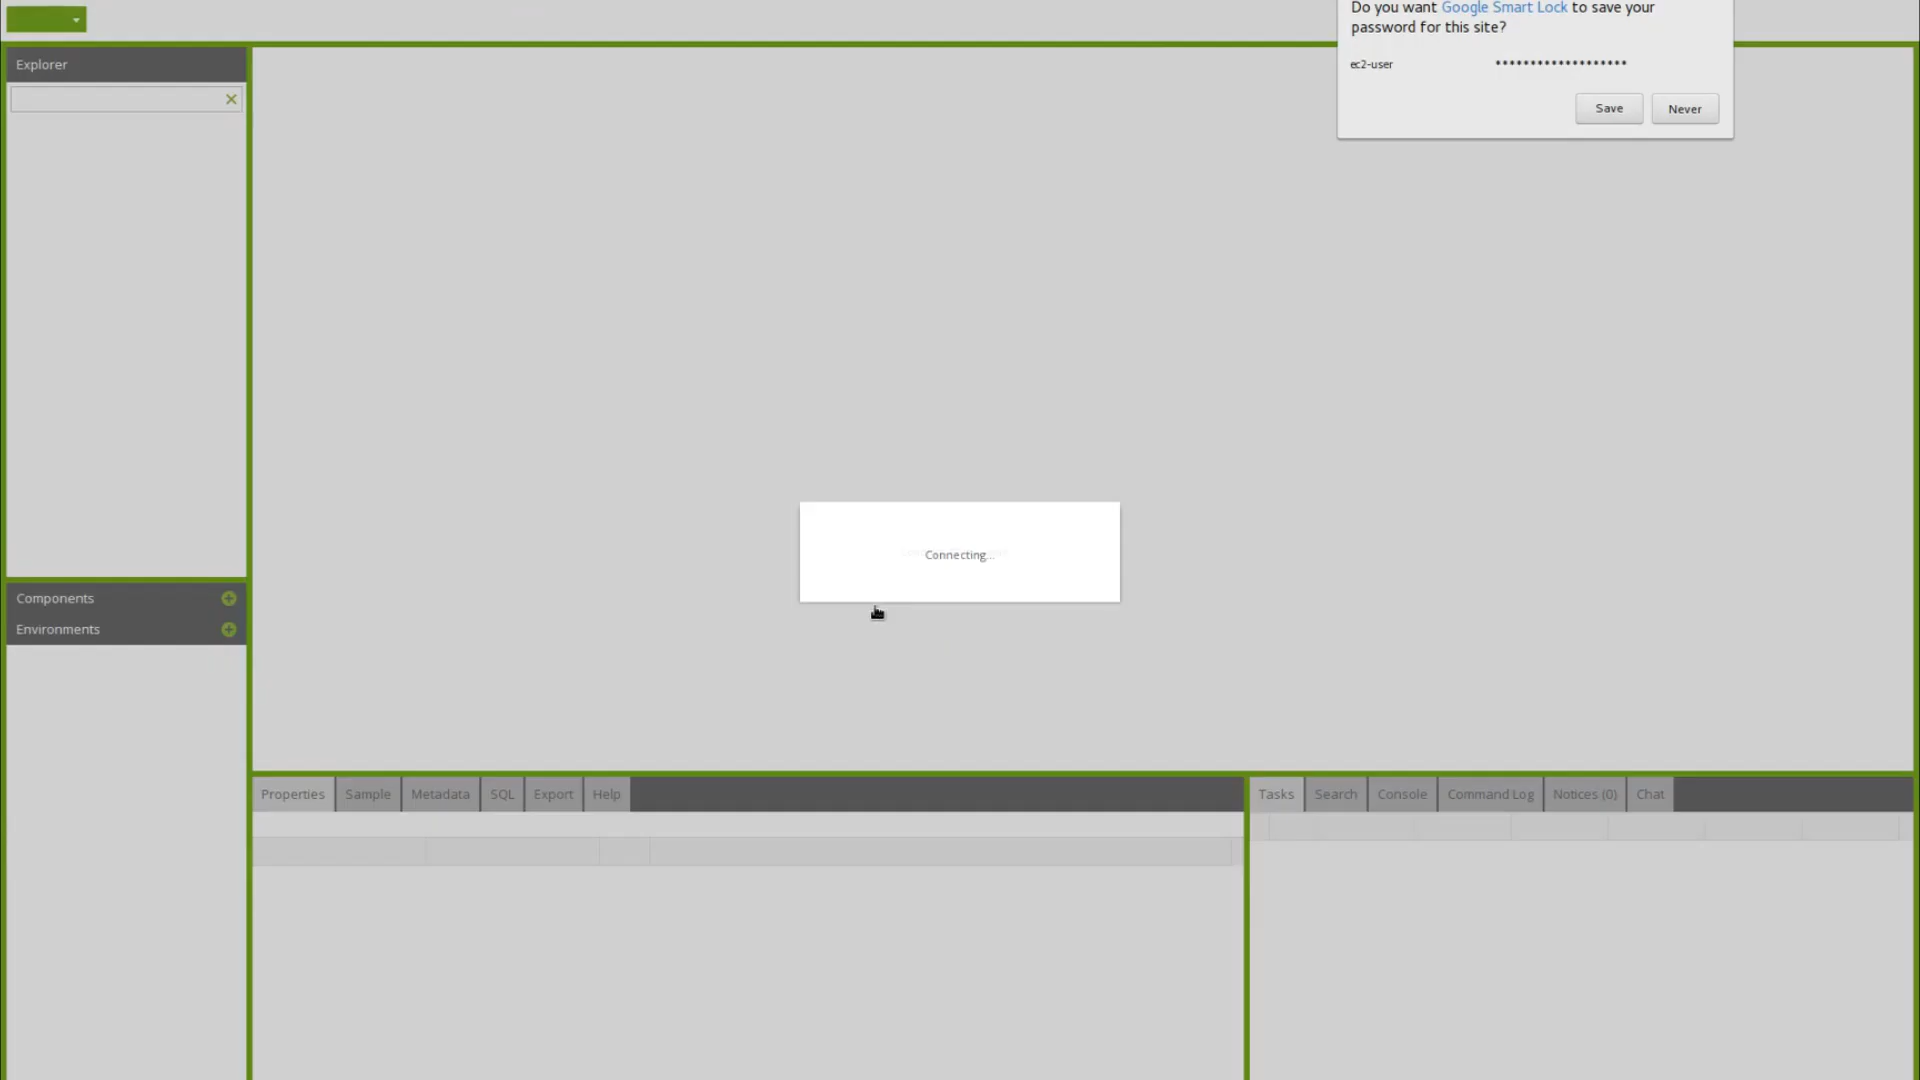 Do you want Google Smart Lock to save your
password for this site?
ec2-user *******************
Save Never
Explorer
Connecting...
Components
Environments
Properties Sample Metadata SQL Export Help
Tasks Search Console Command Log Notices (0) Chat